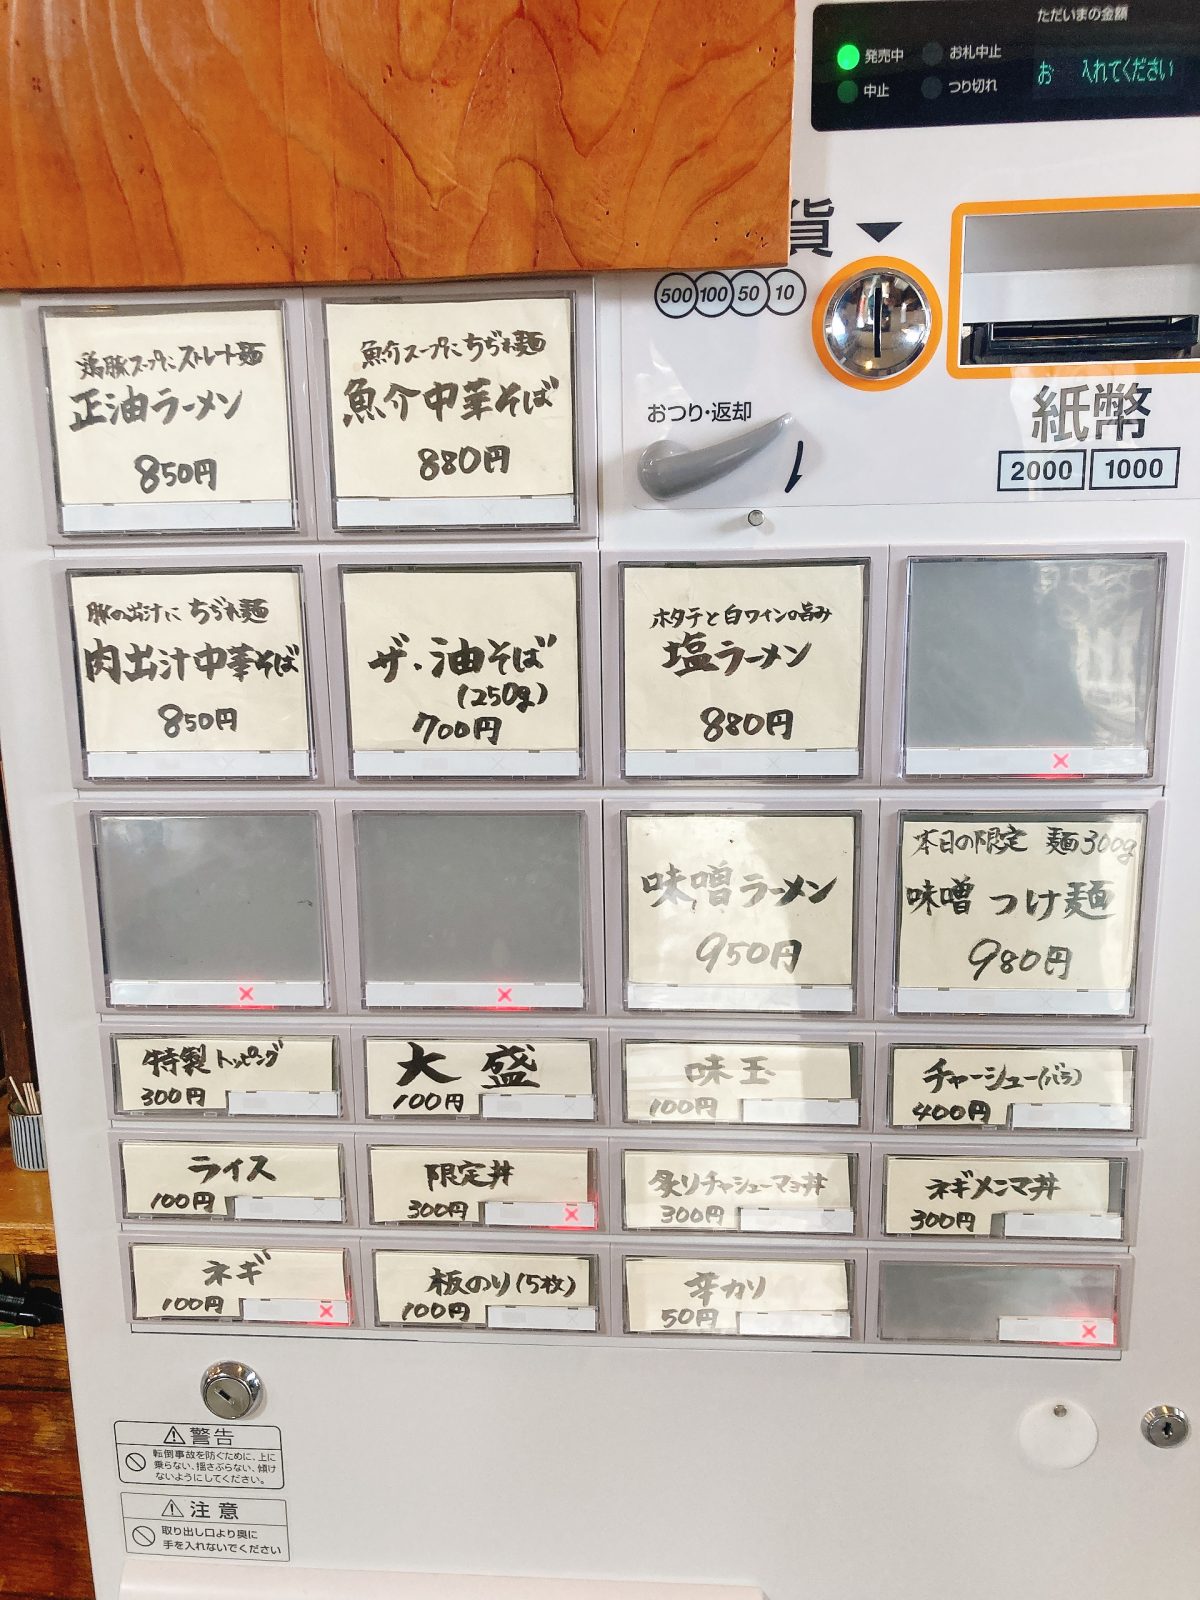 ただいまの金額
発売中
お札中止
お 入れてください
中止
つり切れ
貨
500 100 50 10
おつり・返却
紙幣
2000 1000
鶏豚スープにストレート麺
正油ラーメン
850円
魚介スープにちぢれ麺
魚介中華そば
880円
豚の出汁にちぢれ麺
肉出汁中華そば
850円
ザ・油そば
(250g)
700円
ホタテと白ワインの旨み
塩ラーメン
880円
味噌ラーメン
950円
本日の限定 麺300g
味噌つけ麺
980円
特製トッピング
300円
大盛
100円
味玉
100円
チャーシュー(バラ)
400円
ライス
100円
限定丼
300円
炙りチャシューマヨ丼
300円
ネギメンマ丼
300円
ネギ
100円
板のり(5枚)
100円
辛カリ
50円
警告
転倒事故を防ぐために、上に
乗らない、揺さぶらない、傾け
ないようにしてください。
注意
取り出し口より奥に
手を入れないでください